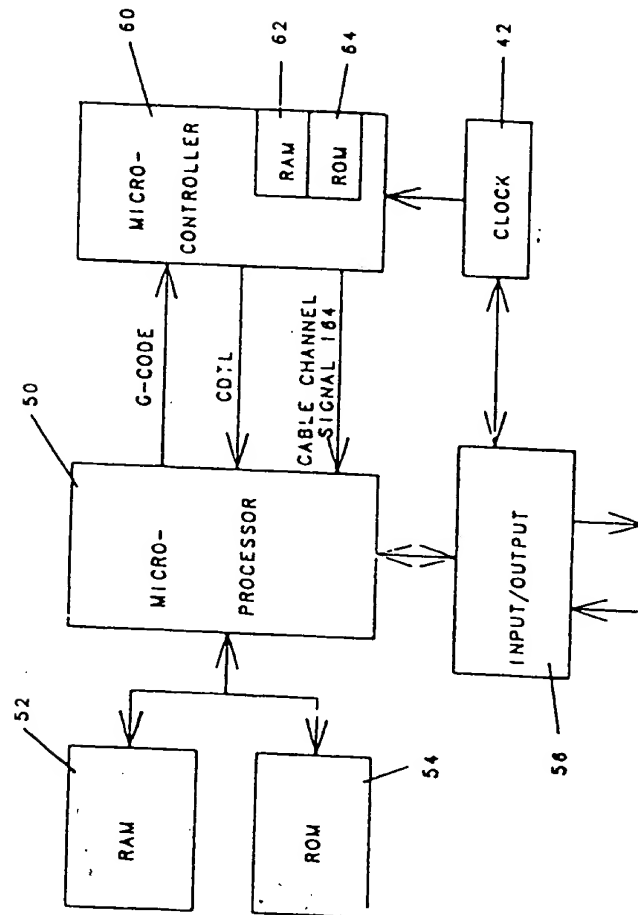 60
62
64
42
MICRO-
CONTROLLER
RAM
ROM
CLOCK
50
G-CODE
CDTL
CABLE CHANNEL
SIGNAL 164
MICRO-
PROCESSOR
INPUT/OUTPUT
56
52
RAM
54
ROM